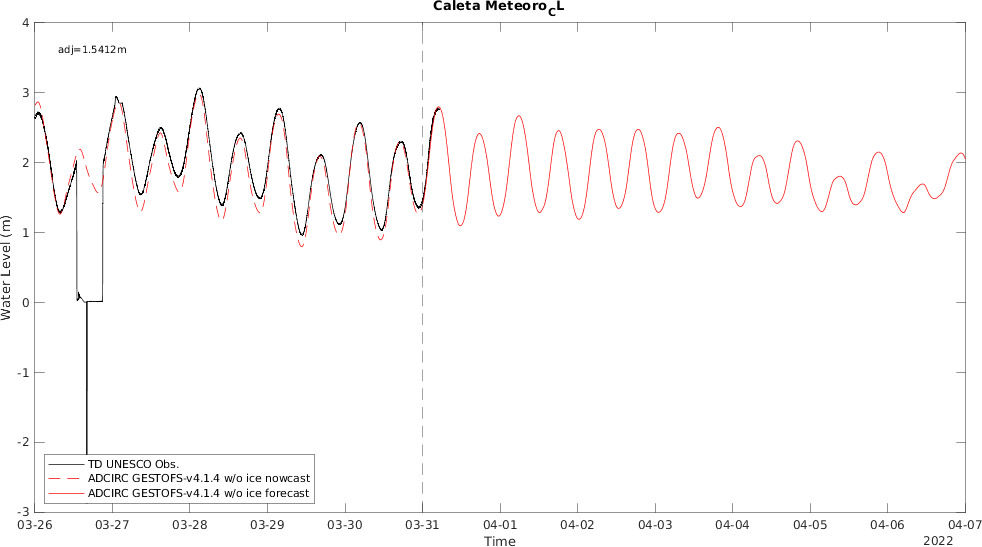 Caleta Meteoro_CL
adj=1.5412m
4
3
2
1
0
-1
-2
-3
Water Level (m)
TD UNESCO Obs.
ADCIRC GESTOFS-v4.1.4 w/o ice nowcast
ADCIRC GESTOFS-v4.1.4 w/o ice forecast
03-26 03-27 03-28 03-29 03-30 03-31 04-01 04-02 04-03 04-04 04-05 04-06 04-07
Time
2022